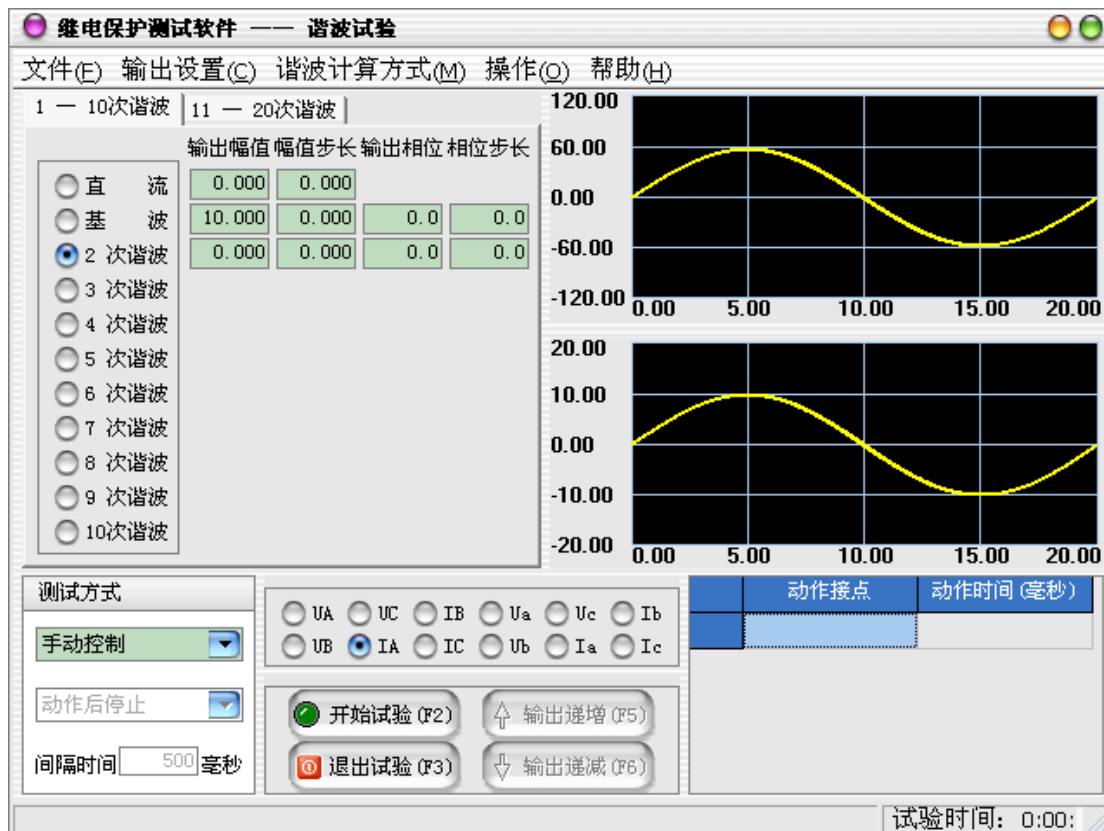 继电保护测试软件 —— 谐波试验
文件(F) 输出设置(C) 谐波计算方式(M) 操作(O) 帮助(H)
1 — 10次谐波 11 — 20次谐波
输出幅值 幅值步长 输出相位 相位步长
直 流 0.000 0.000
基 波 10.000 0.000 0.0 0.0
2 次谐波 0.000 0.000 0.0 0.0
3 次谐波
4 次谐波
5 次谐波
6 次谐波
7 次谐波
8 次谐波
9 次谐波
10次谐波
120.00
60.00
0.00
-60.00
-120.00
0.00 5.00 10.00 15.00 20.00
20.00
10.00
0.00
-10.00
-20.00
0.00 5.00 10.00 15.00 20.00
测试方式
手动控制
动作后停止
间隔时间 500 毫秒
UA UC IB Ua Uc Ib
UB IA IC Ub Ia Ic
开始试验(F2) 输出递增(F5)
退出试验(F3) 输出递减(F6)
动作接点 动作时间(毫秒)
试验时间: 0:00: